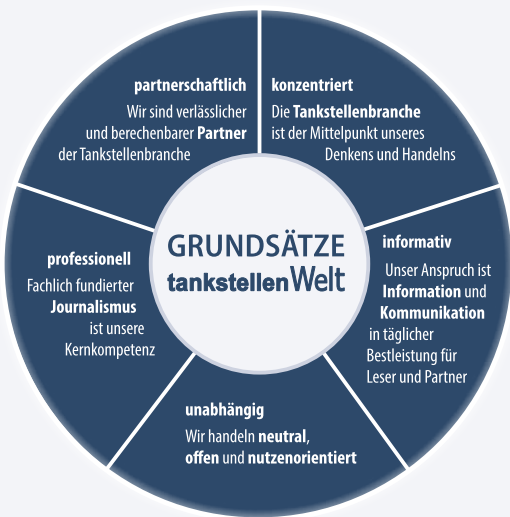 partnerschaftlich
Wir sind verlässlicher
und berechenbarer Partner
der Tankstellenbranche
konzentriert
Die Tankstellenbranche
ist der Mittelpunkt unseres
Denkens und Handelns
GRUNDSÄTZE
tankstellenWelt
informativ
Unser Anspruch ist
Information und
Kommunikation
in täglicher
Bestleistung für
Leser und Partner
unabhängig
Wir handeln neutral,
offen und nutzenorientiert
professionell
Fachlich fundierter
Journalismus
ist unsere
Kernkompetenz